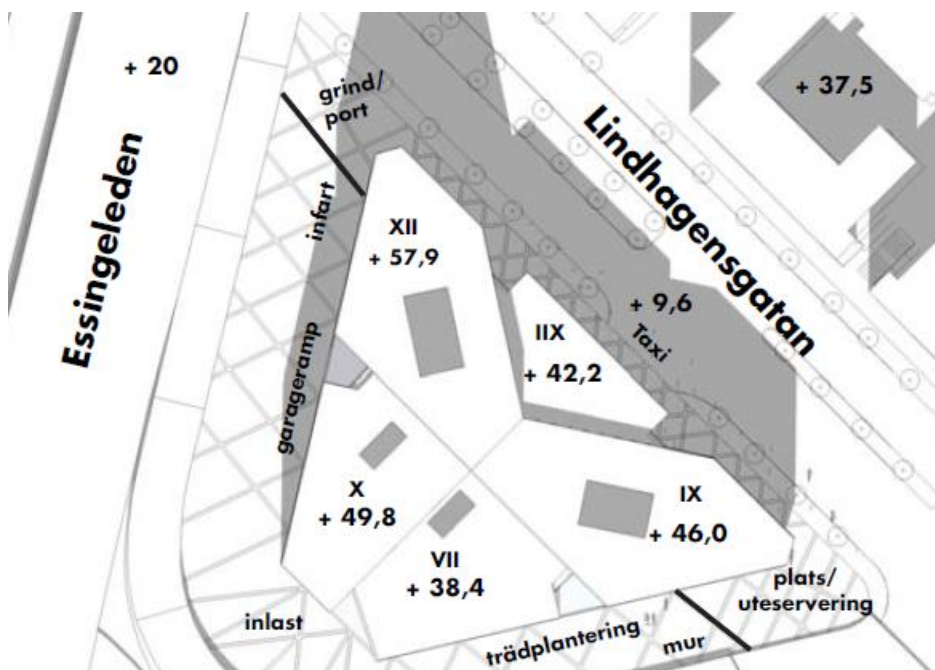 + 20
grind/
port
+ 37,5
Lindhagensgatan
Essingeleden
infart
XII
+ 57,9
+ 9,6
Taxi
IIX
+ 42,2
garageramp
X
+ 49,8
IX
+ 46,0
VII
+ 38,4
plats/
uteservering
inlast
trädplantering
mur